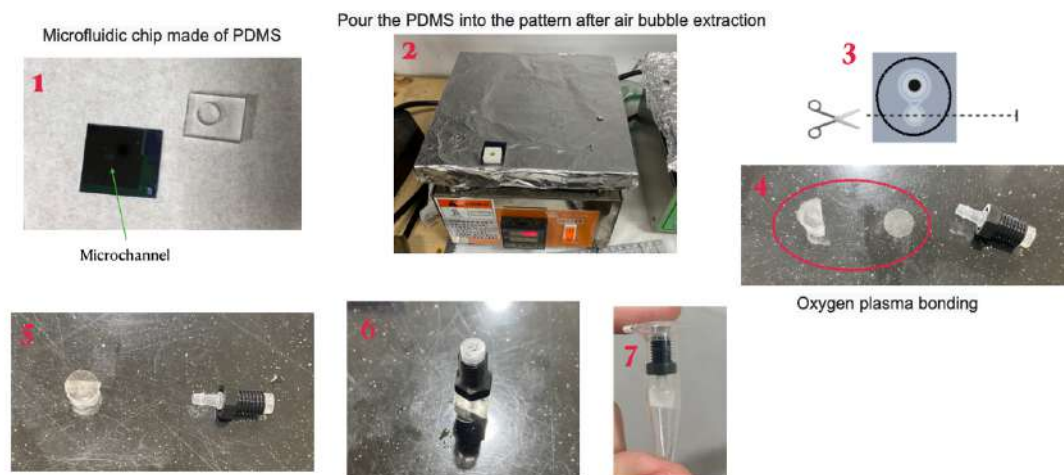 Pour the PDMS into the pattern after air bubble extraction
Microfluidic chip made of PDMS
1
2
3
4
Microchannel
Oxygen plasma bonding
5
6
7